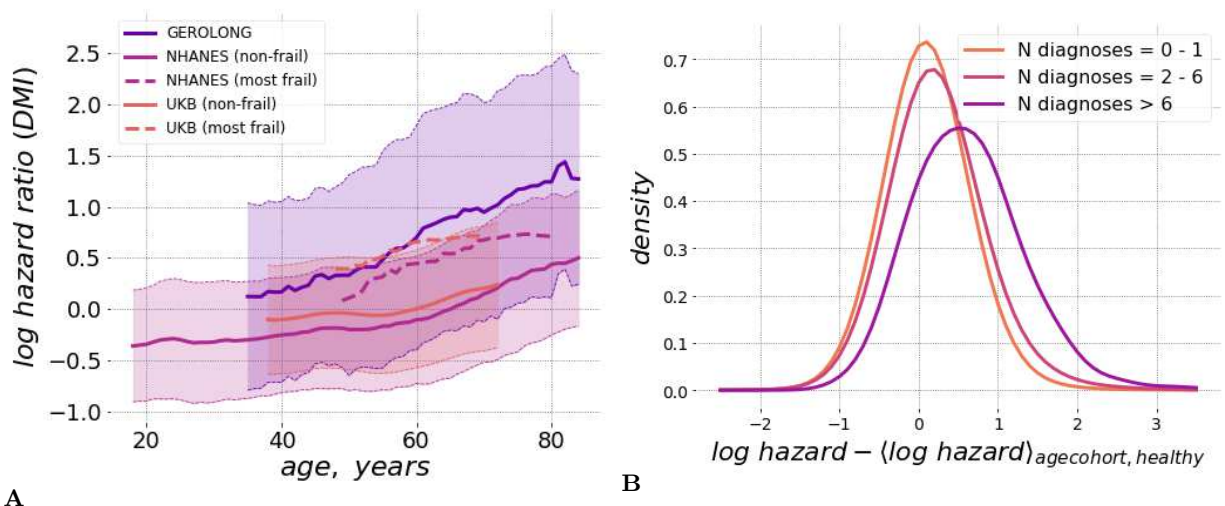 GEROLONG
NHANES (non-frail)
NHANES (most frail)
UKB (non-frail)
UKB (most frail)
log hazard ratio (DMI)
2.5
2.0
1.5
1.0
0.5
0.0
−0.5
−1.0
20 40 60 80
age, years
A
N diagnoses = 0 - 1
N diagnoses = 2 - 6
N diagnoses > 6
density
0.7
0.6
0.5
0.4
0.3
0.2
0.1
0.0
−2 −1 0 1 2 3
log hazard − ⟨log hazard⟩agecohort, healthy
B